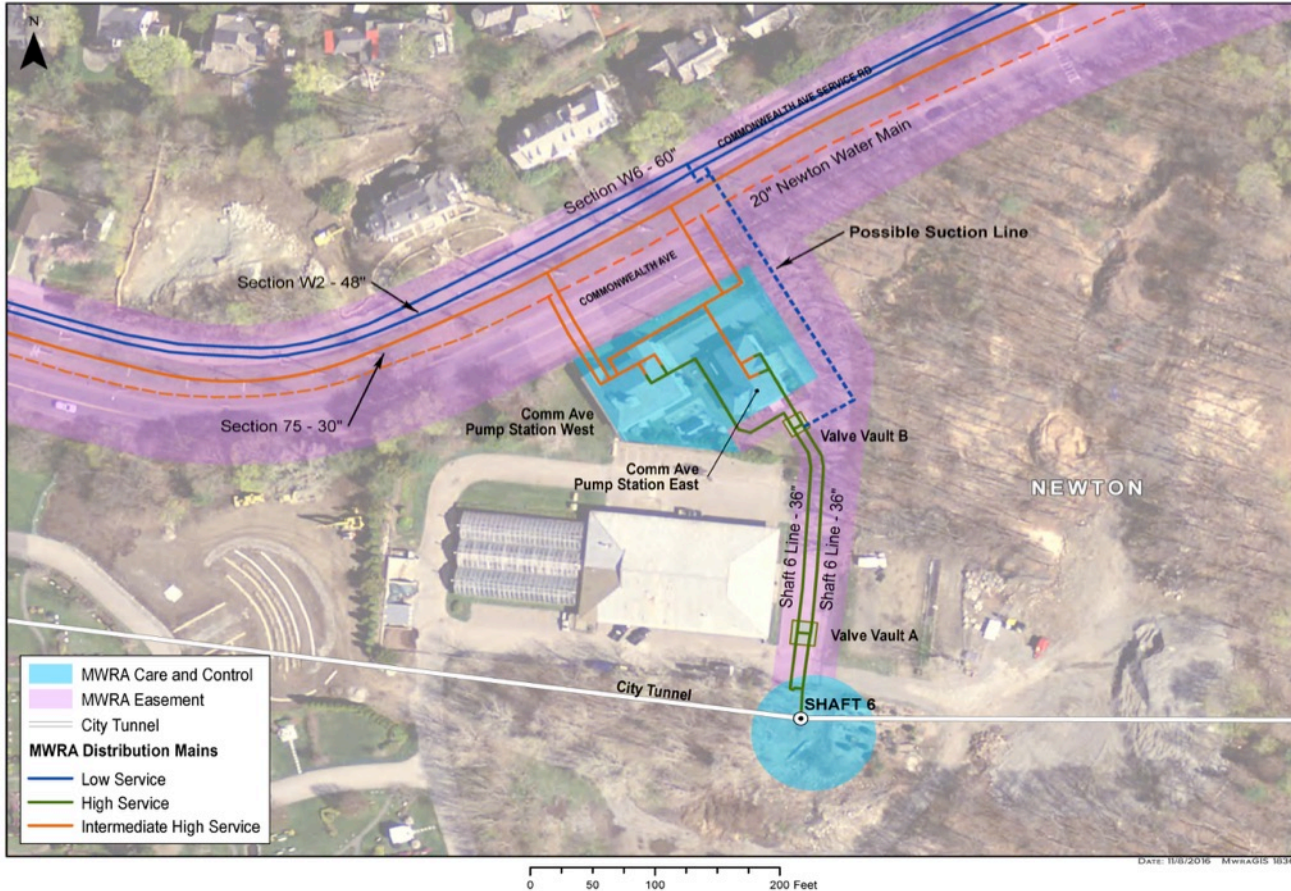 N
COMMONWEALTH AVE SERVICE RD
Section W6 - 60"
20" Newton Water Main
Possible Suction Line
COMMONWEALTH AVE
Section W2 - 48"
Section 75 - 30"
Comm Ave
Pump Station West
Valve Vault B
Comm Ave
Pump Station East
NEWTON
Shaft 6 Line - 36"
Shaft 6 Line - 36"
Valve Vault A
City Tunnel
SHAFT 6
MWRA Care and Control
MWRA Easement
City Tunnel
MWRA Distribution Mains
Low Service
High Service
Intermediate High Service
DATE: 11/8/2016 MWRAGIS
0 50 100 200 Feet